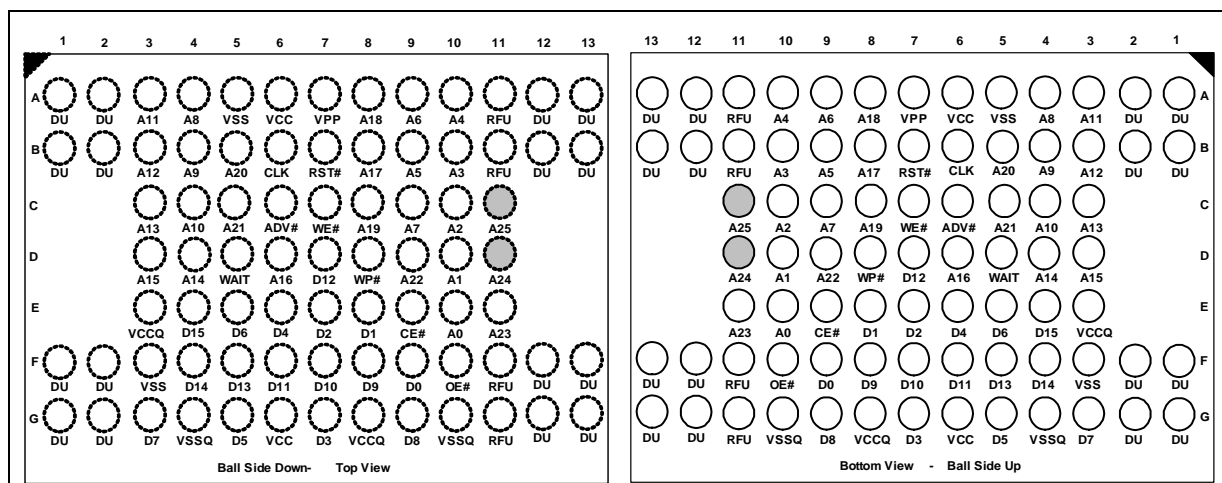 1 2 3 4 5 6 7 8 9 10 11 12 13
A
DU DU A11 A8 VSS VCC VPP A18 A6 A4 RFU DU DU
B
DU DU A12 A9 A20 CLK RST# A17 A5 A3 RFU DU DU
C
A13 A10 A21 ADV# WE# A19 A7 A2 A25
D
A15 A14 WAIT A16 D12 WP# A22 A1 A24
E
VCCQ D15 D6 D4 D2 D1 CE# A0 A23
F
DU DU VSS D14 D13 D11 D10 D9 D0 OE# RFU DU DU
G
DU DU D7 VSSQ D5 VCC D3 VCCQ D8 VSSQ RFU DU DU
Ball Side Down- Top View
13 12 11 10 9 8 7 6 5 4 3 2 1
A
DU DU RFU A4 A6 A18 VPP VCC VSS A8 A11 DU DU
B
DU DU RFU A3 A5 A17 RST# CLK A20 A9 A12 DU DU
C
A25 A2 A7 A19 WE# ADV# A21 A10 A13
D
A24 A1 A22 WP# D12 A16 WAIT A14 A15
E
A23 A0 CE# D1 D2 D4 D6 D15 VCCQ
F
DU DU RFU OE# D0 D9 D10 D11 D13 D14 VSS DU DU
G
DU DU RFU VSSQ D8 VCCQ D3 VCC D5 VSSQ D7 DU DU
Bottom View - Ball Side Up